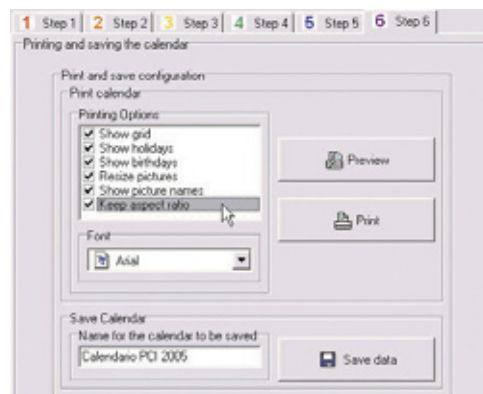 1 Step 1 2 Step 2 3 Step 3 4 Step 4 5 Step 5 6 Step 6
Printing and saving the calendar
Print and save configuration
Print calendar
Printing Options
Show grid
Show holidays
Show birthdays
Resize pictures
Show picture names
Keep aspect ratio
Preview
Print
Font
Arial
Save Calendar
Name for the calendar to be saved
Calendario PCI 2005
Save data